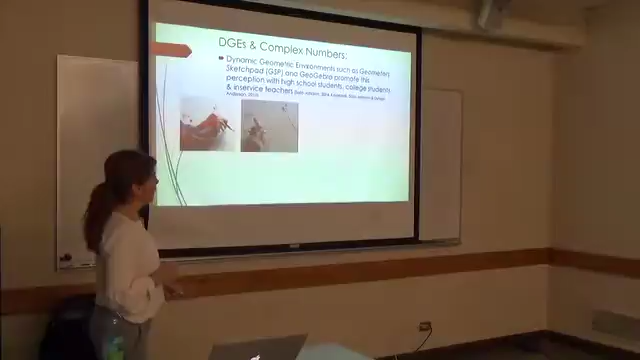 DGEs & Complex Numbers:
Dynamic Geometric Environments such as Geometers
Sketchpad (GSP) and GeoGebra promote this
perception with high school students, college students
& inservice teachers